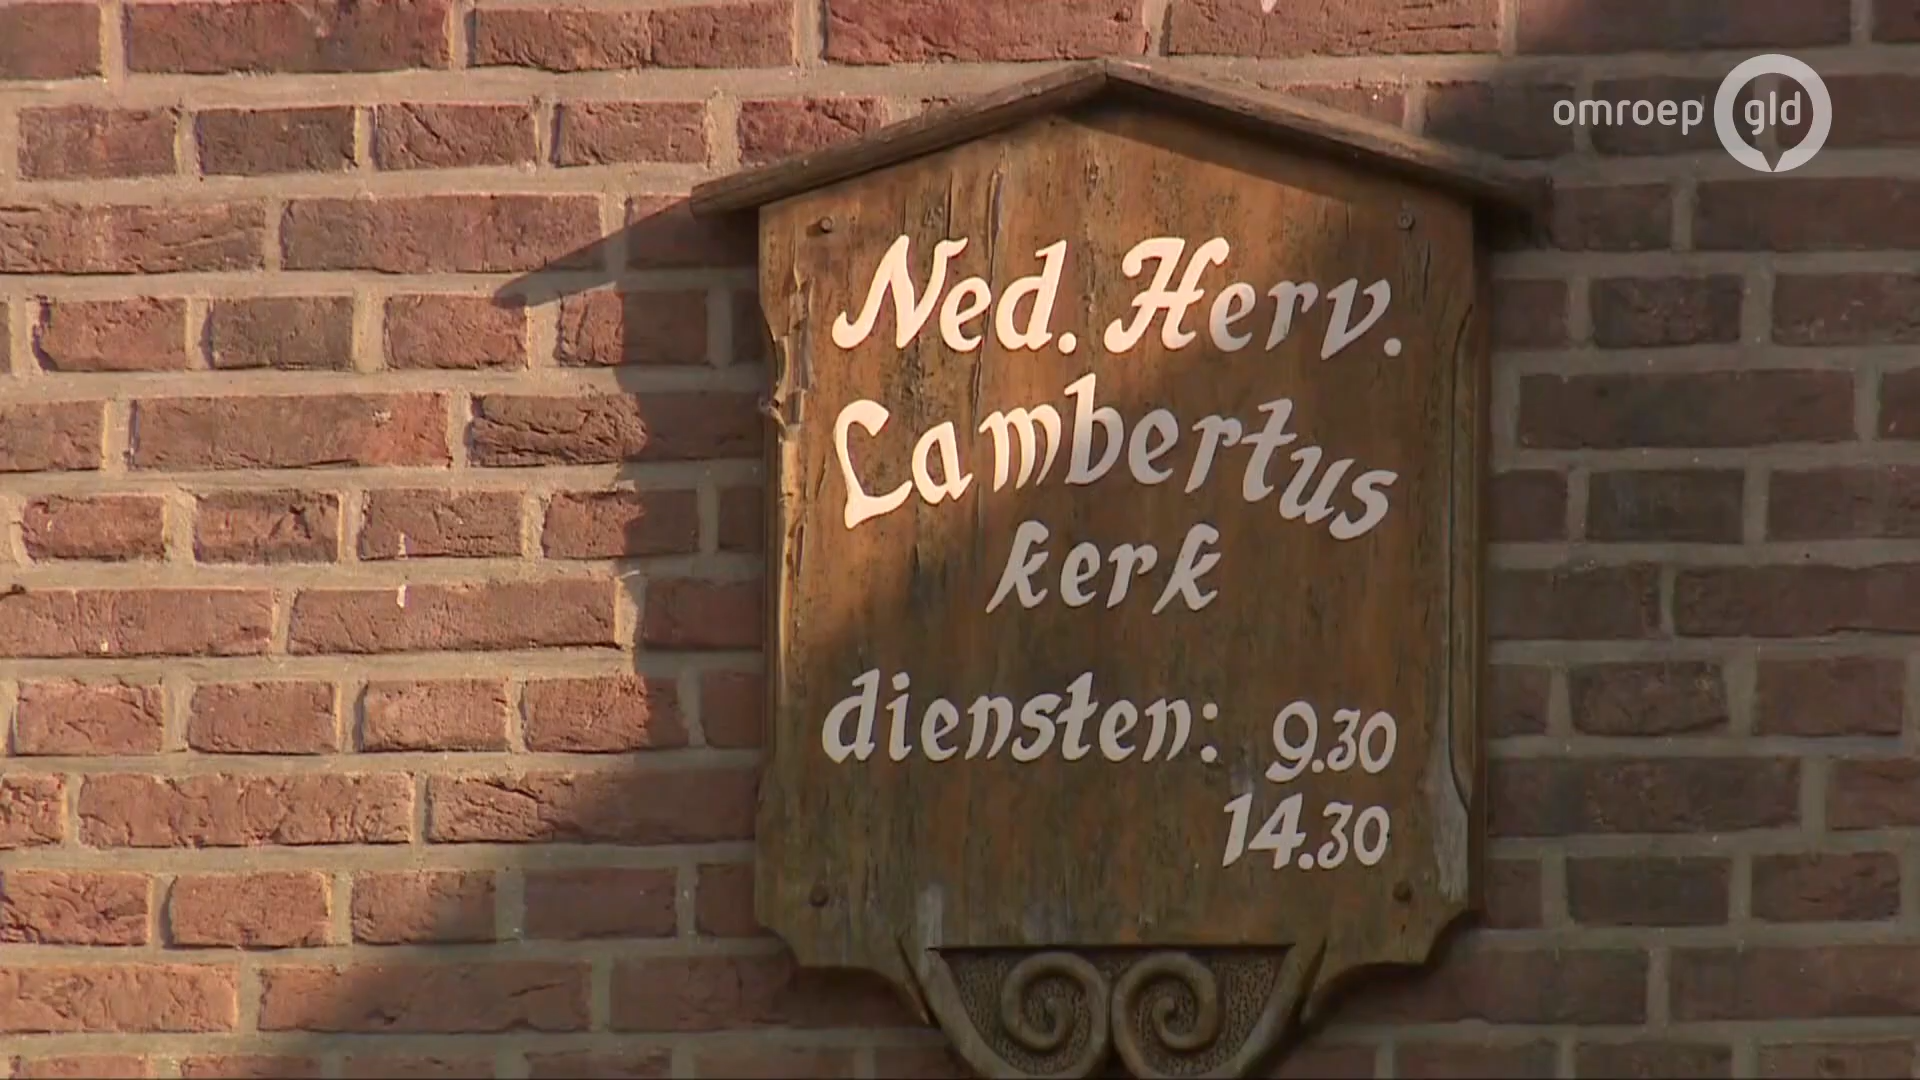 omroep gld
Ned. Herv.
Lambertus
kerk
diensten: 9.30
14.30